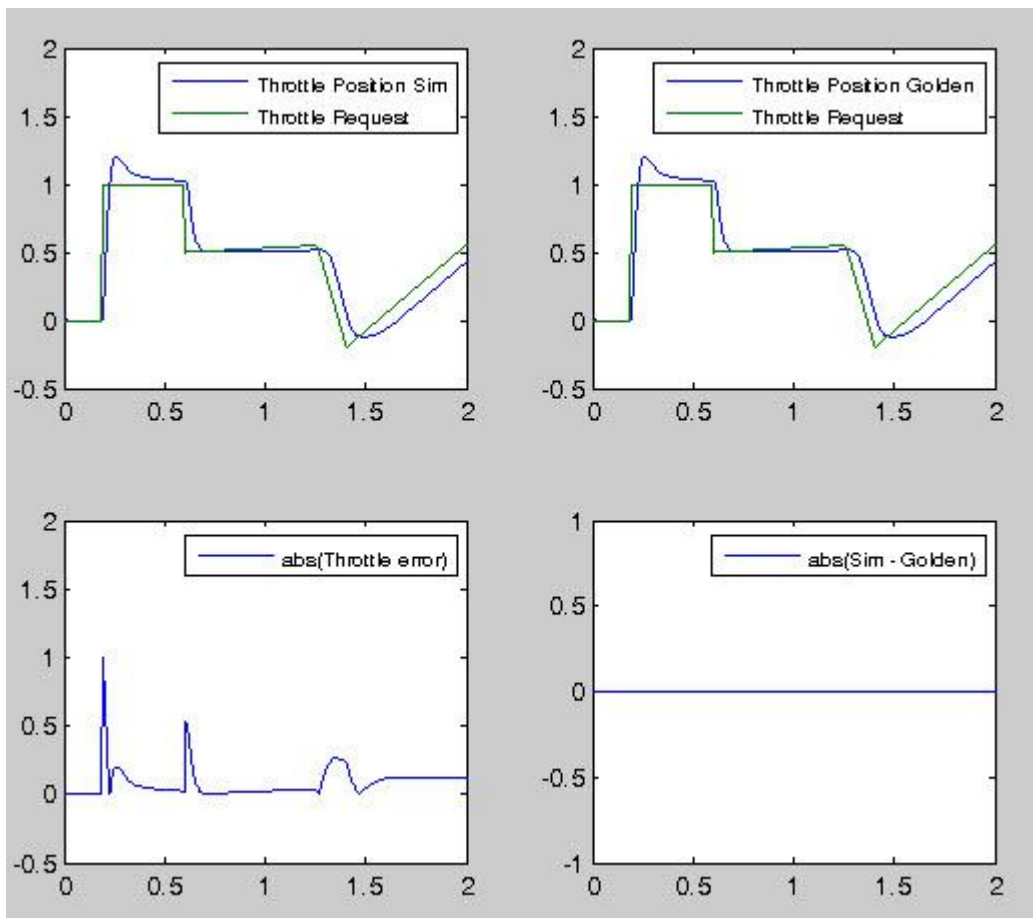 2
1.5
1
0.5
0
-0.5
0 0.5 1 1.5 2
Throttle Position Sim
Throttle Request
2
1.5
1
0.5
0
-0.5
0 0.5 1 1.5 2
Throttle Position Golden
Throttle Request
2
1.5
1
0.5
0
-0.5
0 0.5 1 1.5 2
abs(Throttle error)
1
0.5
0
-0.5
-1
0 0.5 1 1.5 2
abs(Sim - Golden)